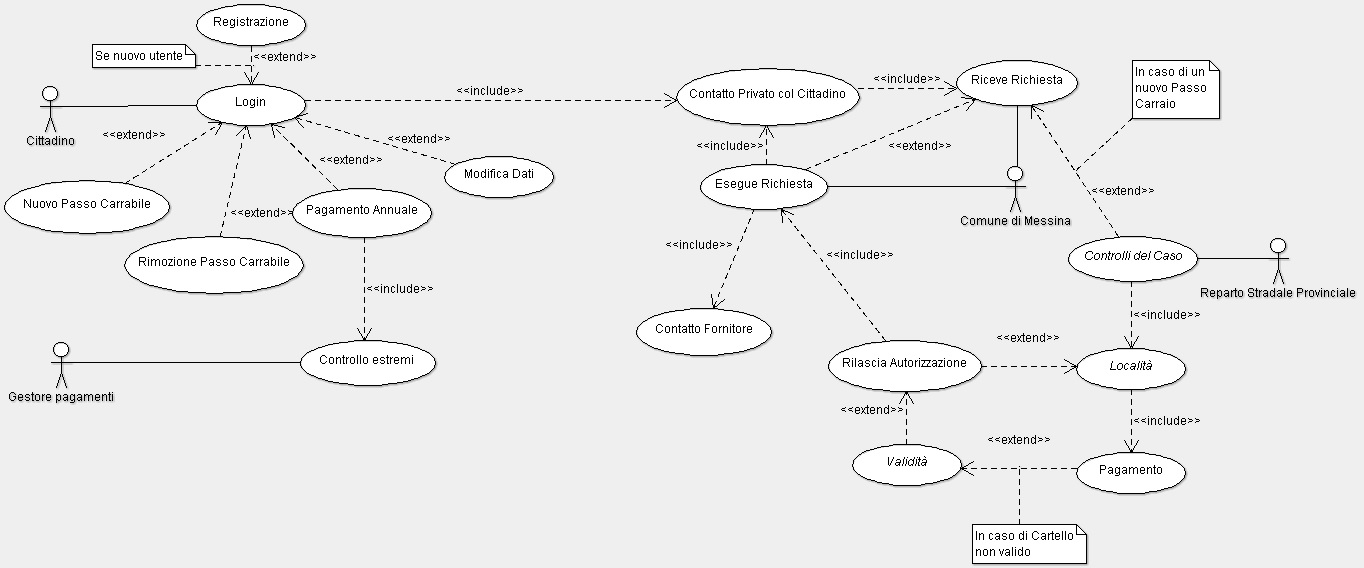 Registrazione
Se nuovo utente
<<extend>>
Login
Cittadino
<<include>>
<<extend>>
<<extend>>
<<extend>>
<<extend>>
Modifica Dati
Nuovo Passo Carrabile
Pagamento Annuale
Rimozione Passo Carrabile
<<include>>
Controllo estremi
Gestore pagamenti
Contatto Privato col Cittadino
<<include>>
Riceve Richiesta
In caso di un
nuovo Passo
Carraio
<<include>>
<<extend>>
Esegue Richiesta
Comune di Messina
<<extend>>
<<include>>
<<include>>
Controlli del Caso
Reparto Stradale Provinciale
Contatto Fornitore
<<include>>
Rilascia Autorizzazione
<<extend>>
Località
<<extend>>
<<include>>
Validità
<<extend>>
Pagamento
In caso di Cartello
non valido